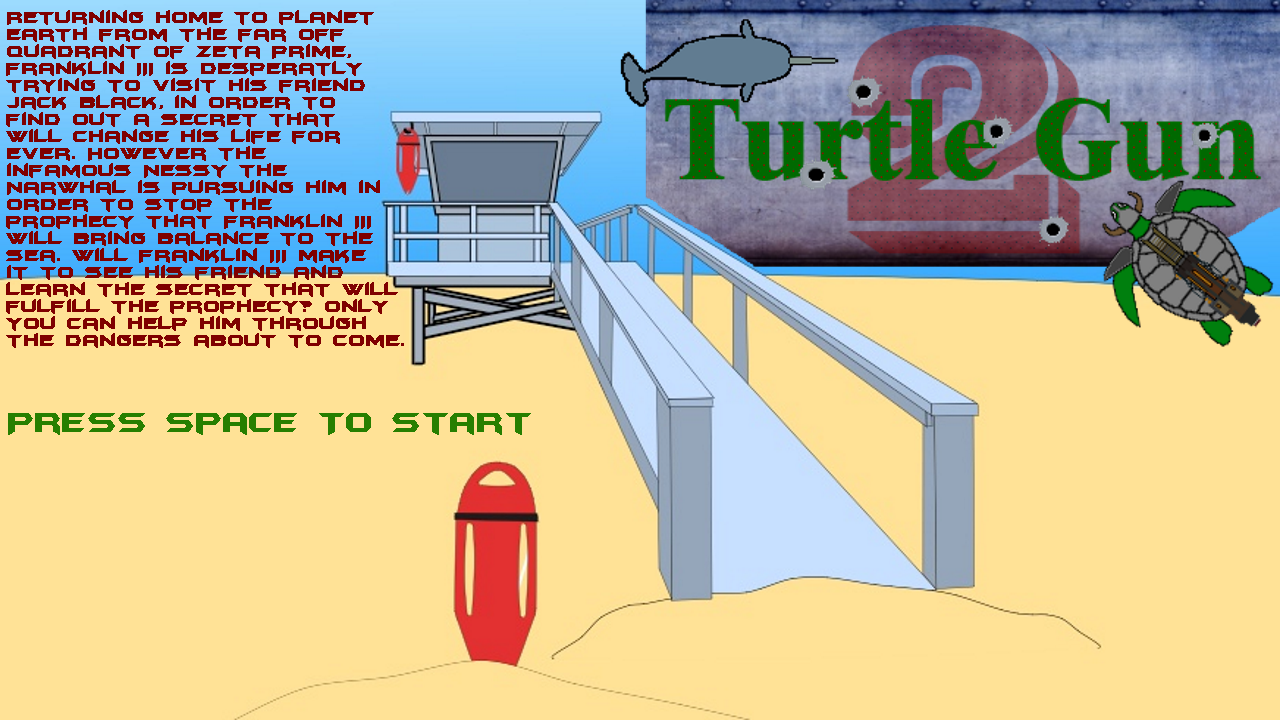 RETURNING HOME TO PLANET
EARTH FROM THE FAR OFF
QUADRANT OF ZETA PRIME,
FRANKLIN III IS DESPERATLY
TRYING TO VISIT HIS FRIEND
JACK BLACK, IN ORDER TO
FIND OUT A SECRET THAT
WILL CHANGE HIS LIFE FOR
EVER. HOWEVER THE
INFAMOUS NESSY THE
NARWHAL IS PURSUING HIM IN
ORDER TO STOP THE
PROPHECY THAT FRANKLIN III
WILL BRING BALANCE TO THE
SEA. WILL FRANKLIN III MAKE
IT TO SEE HIS FRIEND AND
LEARN THE SECRET THAT WILL
FULFILL THE PROPHECY? ONLY
YOU CAN HELP HIM THROUGH
THE DANGERS ABOUT TO COME.
PRESS SPACE TO START
2
Turtle Gun